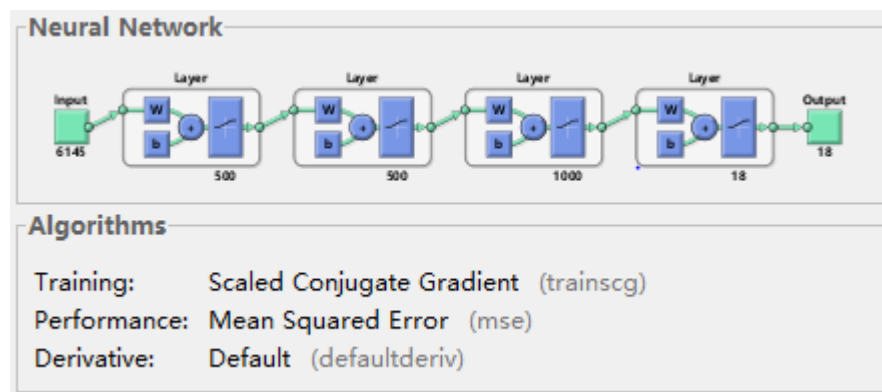 Neural Network
Layer Layer Layer Layer
Input Output
W W W W
+ + + +
b b b b
6145 18
500 500 1000 18
Algorithms
Training: Scaled Conjugate Gradient (trainscg)
Performance: Mean Squared Error (mse)
Derivative: Default (defaultderiv)